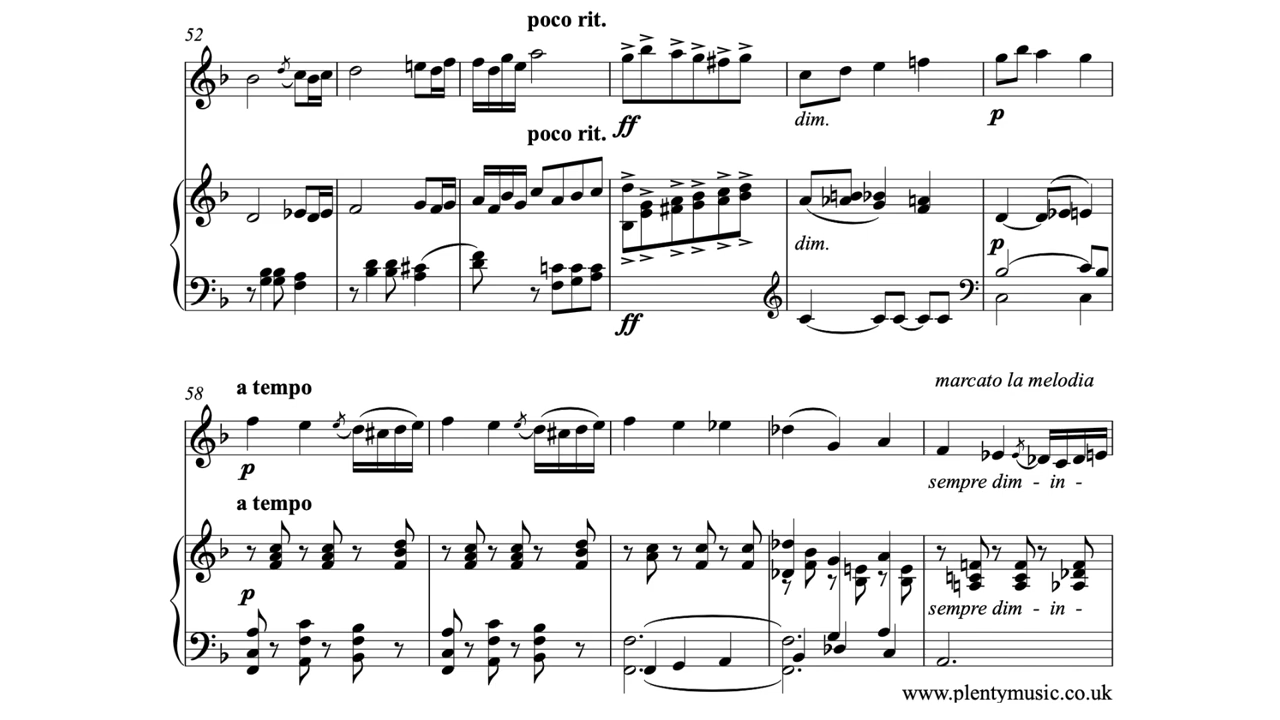 poco rit.
52
ff
dim.
p
poco rit.
dim.
p
ff
marcato la melodia
58
a tempo
p
sempre dim - in -
a tempo
p
sempre dim - in -
www.plentymusic.co.uk